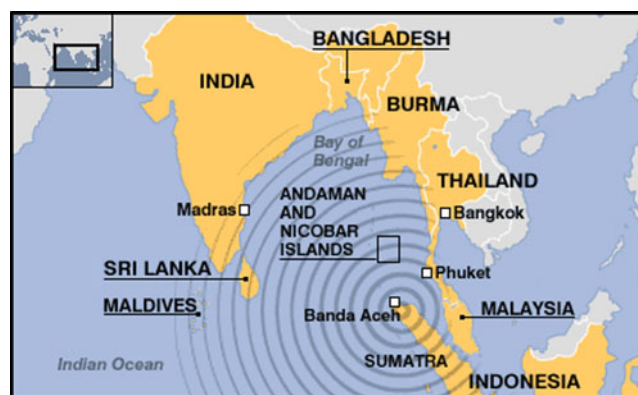 BANGLADESH
INDIA
BURMA
Bay of
Bengal
THAILAND
ANDAMAN
AND
NICOBAR
ISLANDS
Madras
Bangkok
SRI LANKA
Phuket
MALDIVES
Banda Aceh
MALAYSIA
Indian Ocean
SUMATRA
INDONESIA